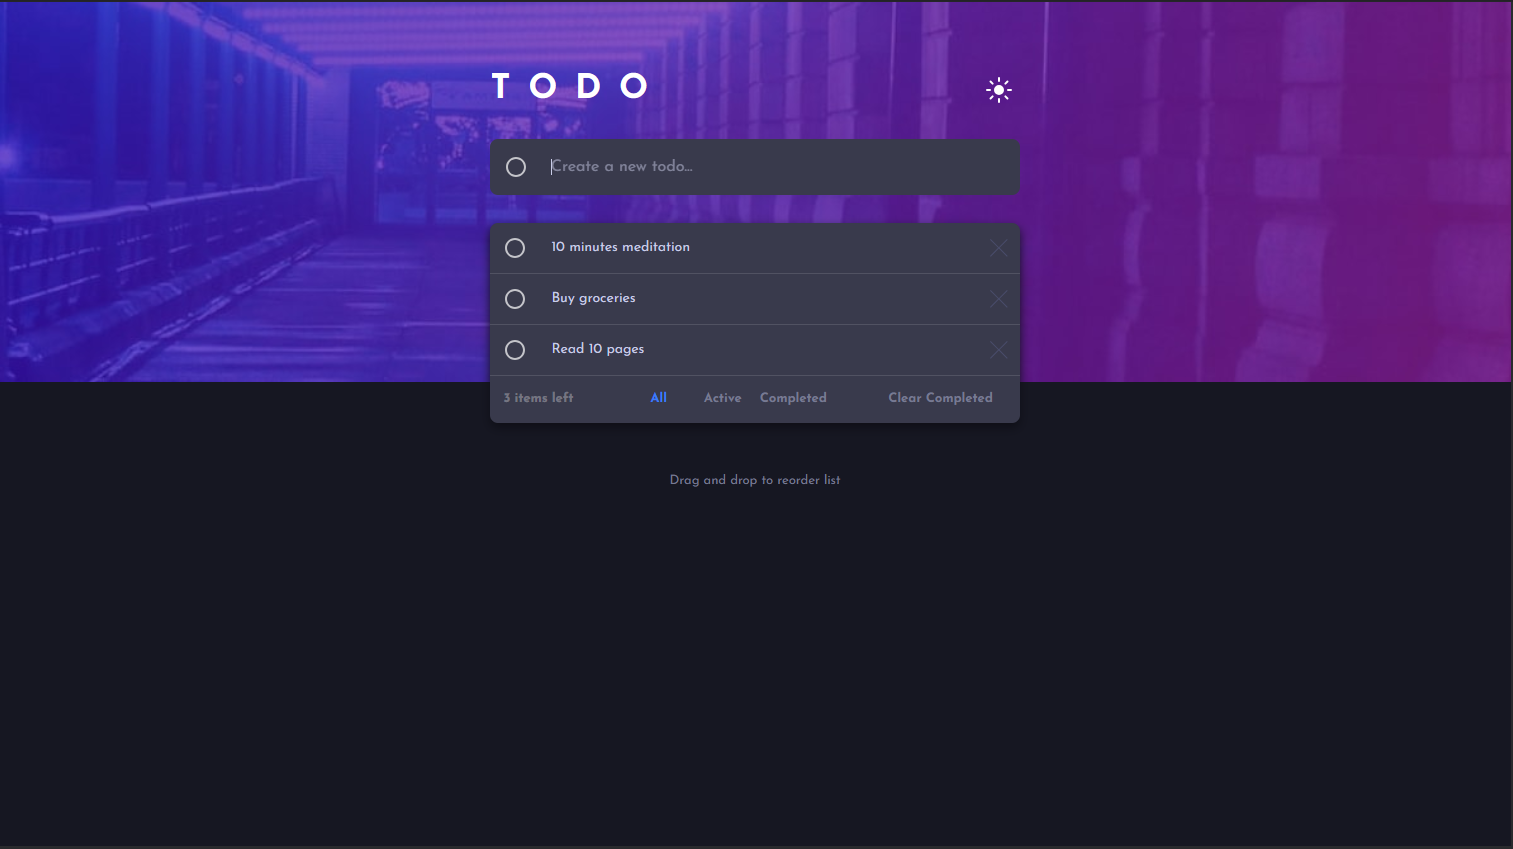 TODO
Create a new todo...
10 minutes meditation
Buy groceries
Read 10 pages
3 items left All Active Completed Clear Completed
Drag and drop to reorder list